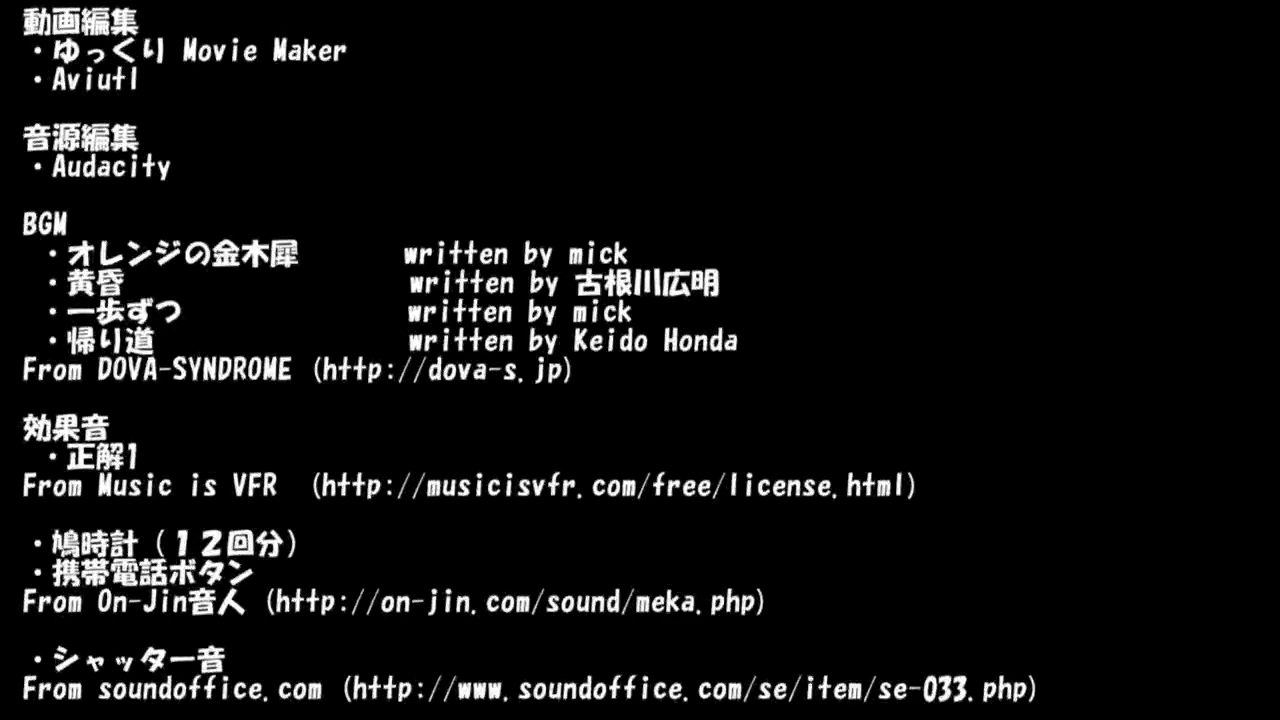 動画編集
・ゆっくり Movie Maker
・Aviutl
音源編集
・Audacity
BGM
・オレンジの金木犀 written by mick
・黄昏 written by 古根川広明
・一歩ずつ written by mick
・帰り道 written by Keido Honda
From DOVA-SYNDROME (http://dova-s.jp)
効果音
・正解1
From Music is VFR (http://musicisvfr.com/free/license.html)
・鳩時計（１２回分）
・携帯電話ボタン
From On-Jin音人 (http://on-jin.com/sound/meka.php)
・シャッター音
From soundoffice.com (http://www.soundoffice.com/se/item/se-033.php)